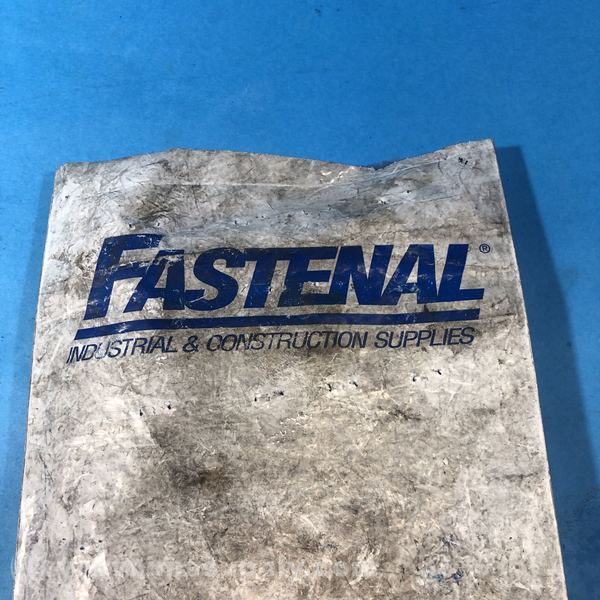 FASTENAL®
INDUSTRIAL & CONSTRUCTION SUPPLIES